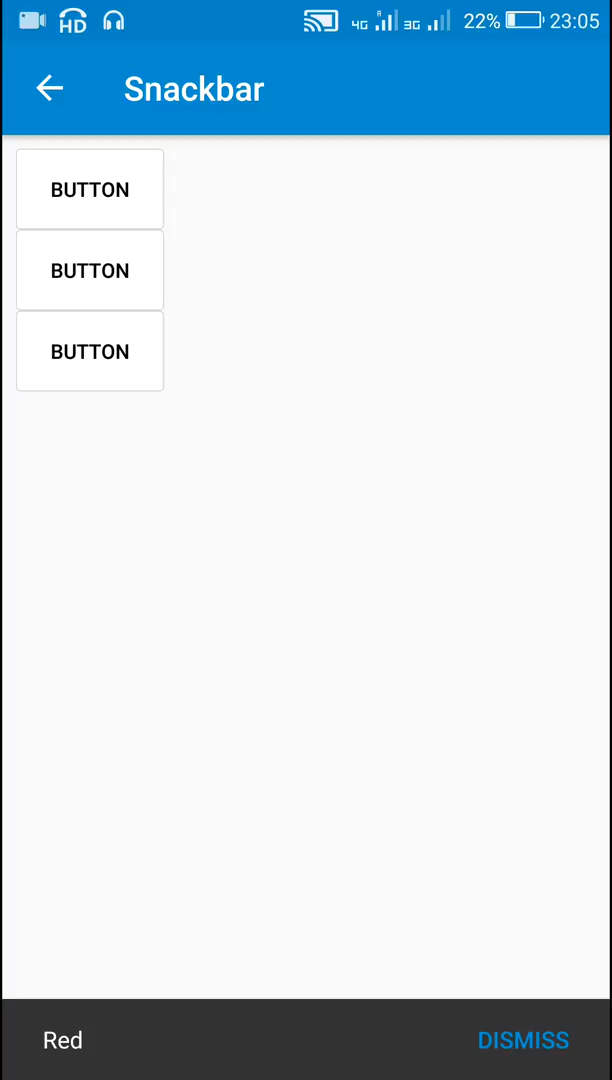 HD 4G R 3G 22% 23:05
Snackbar
BUTTON
BUTTON
BUTTON
Red DISMISS